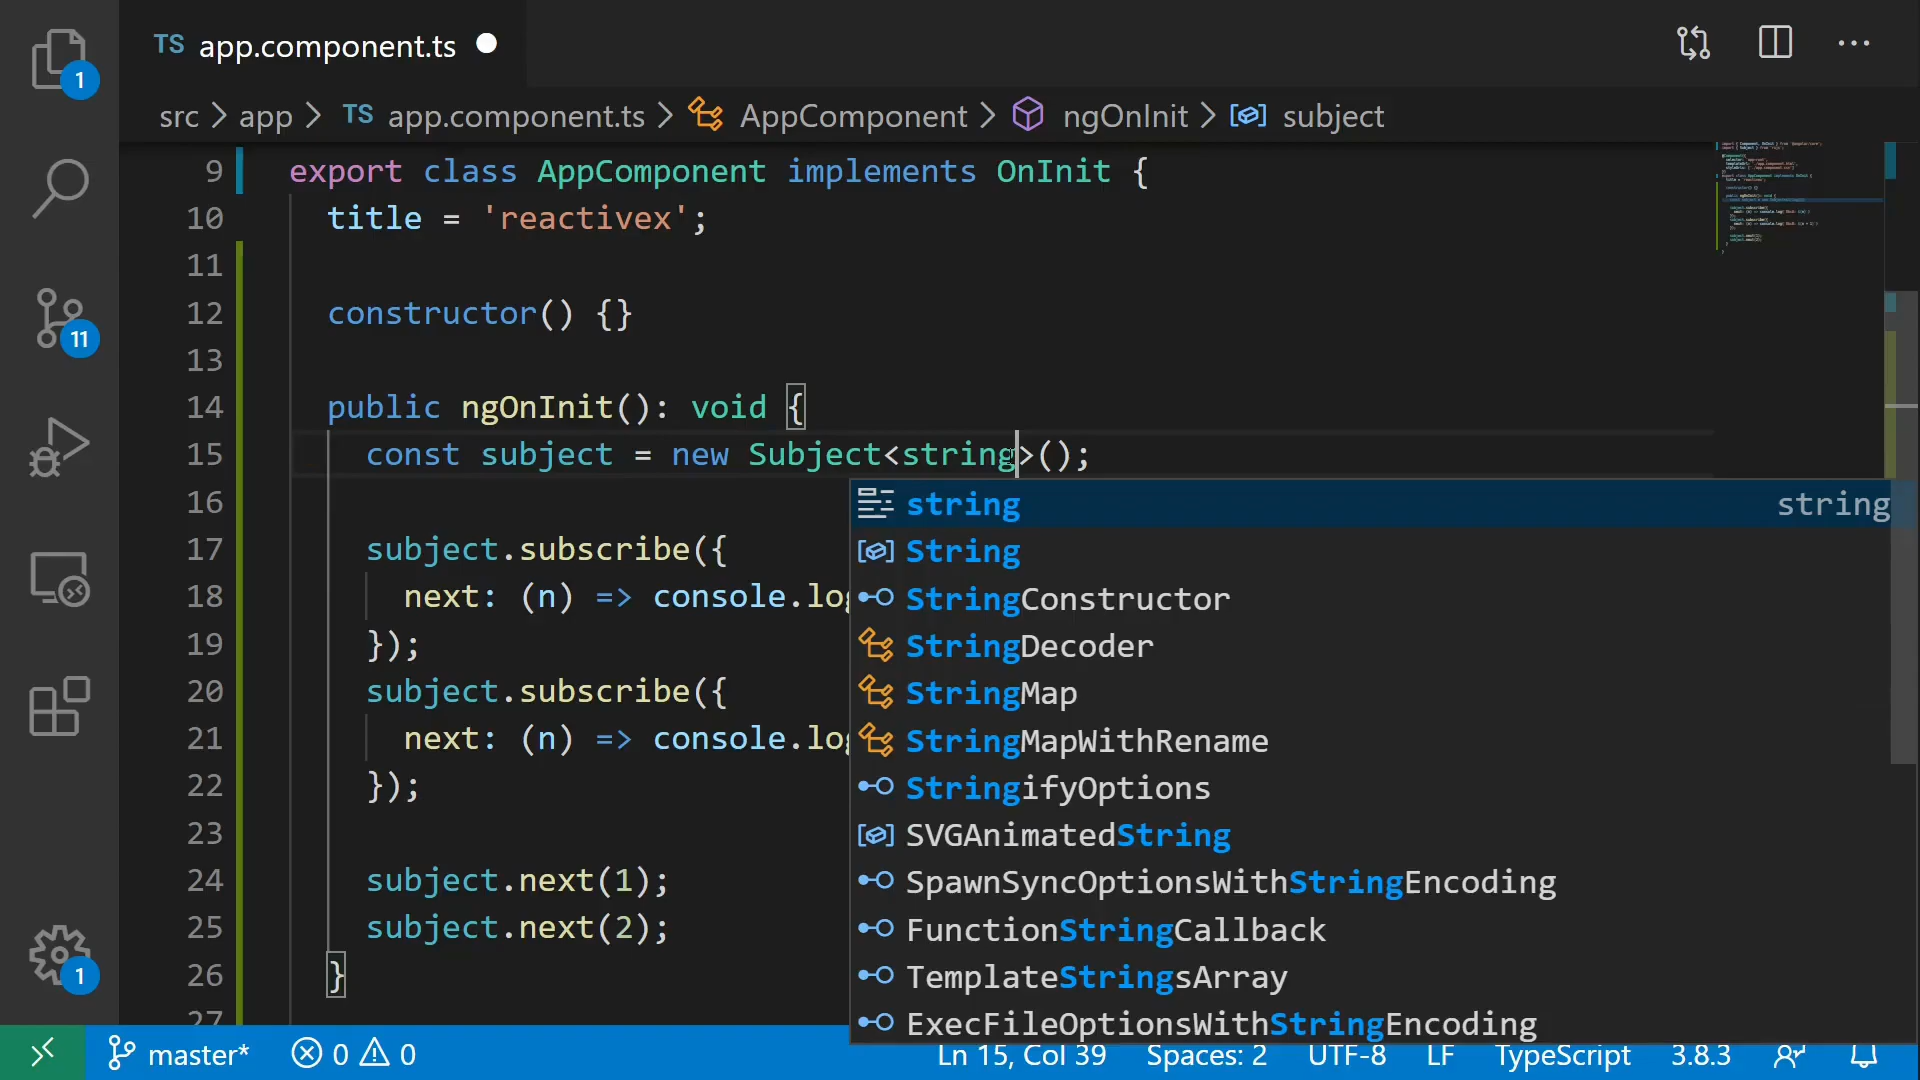 1
TS app.component.ts
src > app > TS app.component.ts > AppComponent > ngOnInit > subject
9 export class AppComponent implements OnInit {
10 title = 'reactivex';
11
12 constructor() {}
13
14 public ngOnInit(): void {
15 const subject = new Subject<string>();
16
17 subject.subscribe({
18 next: (n) => console.log
19 });
20 subject.subscribe({
21 next: (n) => console.log
22 });
23
24 subject.next(1);
25 subject.next(2);
26 }
27
string string
String
StringConstructor
StringDecoder
StringMap
StringMapWithRename
StringifyOptions
SVGAnimatedString
SpawnSyncOptionsWithStringEncoding
FunctionStringCallback
TemplateStringsArray
ExecFileOptionsWithStringEncoding
11
1
master* 0 0 Ln 15, Col 39 Spaces: 2 UTF-8 LF TypeScript 3.8.3